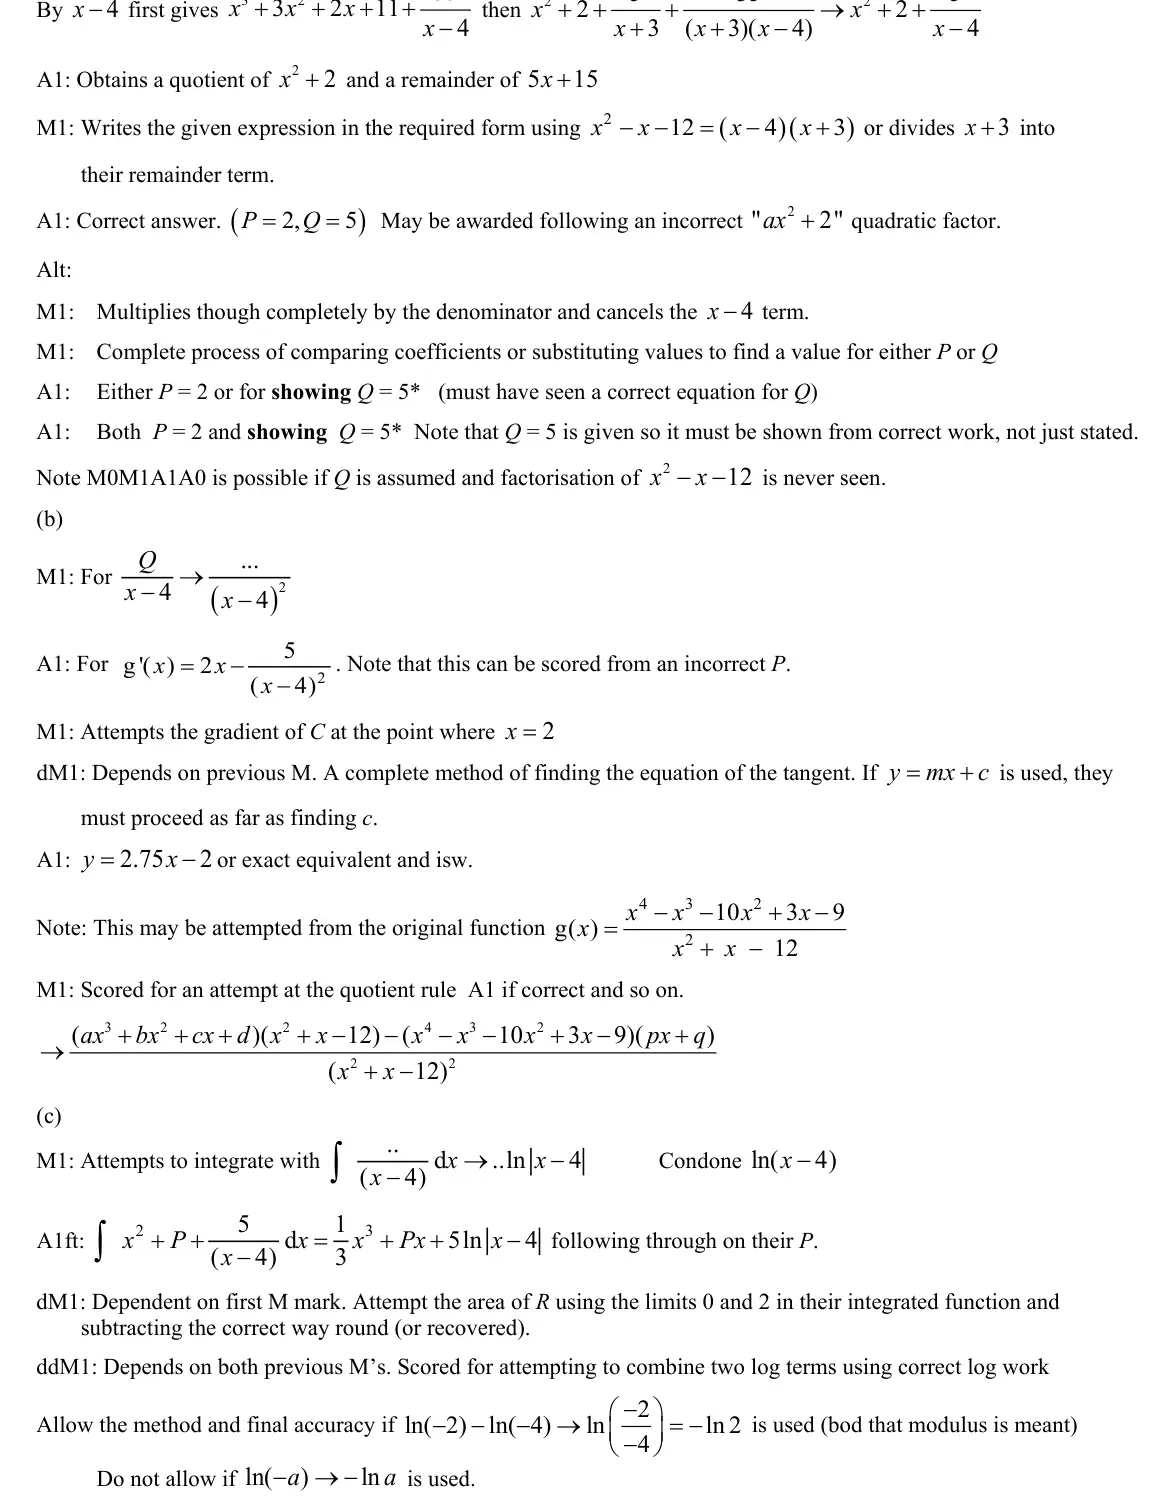 By x − 4 first gives x³ + 3x² + 2x + 11 + —/(x − 4) then x² + 2 + —/(x + 3) + —/((x + 3)(x − 4)) → x² + 2 + —/(x − 4)
A1: Obtains a quotient of x² + 2 and a remainder of 5x + 15
M1: Writes the given expression in the required form using x² − x − 12 = (x − 4)(x + 3) or divides x + 3 into
their remainder term.
A1: Correct answer. (P = 2, Q = 5) May be awarded following an incorrect "ax² + 2" quadratic factor.
Alt:
M1: Multiplies though completely by the denominator and cancels the x − 4 term.
M1: Complete process of comparing coefficients or substituting values to find a value for either P or Q
A1: Either P = 2 or for showing Q = 5* (must have seen a correct equation for Q)
A1: Both P = 2 and showing Q = 5* Note that Q = 5 is given so it must be shown from correct work, not just stated.
Note M0M1A1A0 is possible if Q is assumed and factorisation of x² − x − 12 is never seen.
(b)
M1: For Q/(x − 4) → .../(x − 4)²
A1: For g'(x) = 2x − 5/(x − 4)². Note that this can be scored from an incorrect P.
M1: Attempts the gradient of C at the point where x = 2
dM1: Depends on previous M. A complete method of finding the equation of the tangent. If y = mx + c is used, they
must proceed as far as finding c.
A1: y = 2.75x − 2 or exact equivalent and isw.
Note: This may be attempted from the original function g(x) = (x⁴ − x³ − 10x² + 3x − 9)/(x² + x − 12)
M1: Scored for an attempt at the quotient rule A1 if correct and so on.
→ ((ax³ + bx² + cx + d)(x² + x − 12) − (x⁴ − x³ − 10x² + 3x − 9)(px + q))/(x² + x − 12)²
(c)
M1: Attempts to integrate with ∫ ../(x − 4) dx → ..ln|x − 4| Condone ln(x − 4)
A1ft: ∫ x² + P + 5/(x − 4) dx = 1/3 x³ + Px + 5ln|x − 4| following through on their P.
dM1: Dependent on first M mark. Attempt the area of R using the limits 0 and 2 in their integrated function and
subtracting the correct way round (or recovered).
ddM1: Depends on both previous M’s. Scored for attempting to combine two log terms using correct log work
Allow the method and final accuracy if ln(−2) − ln(−4) → ln(−2/−4) = −ln 2 is used (bod that modulus is meant)
Do not allow if ln(−a) → −ln a is used.